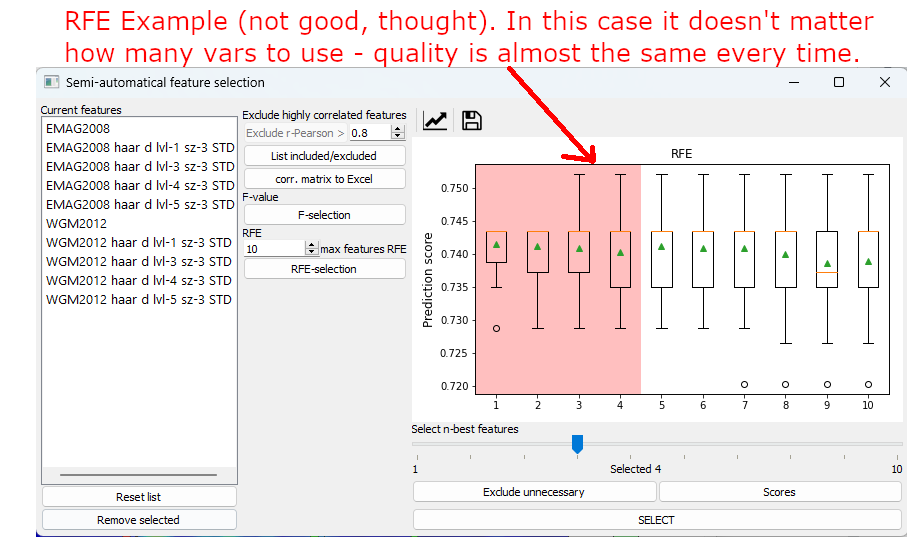 RFE Example (not good, thought). In this case it doesn't matter
how many vars to use - quality is almost the same every time.
Semi-automatical feature selection
Current features
EMAG2008
EMAG2008 haar d lvl-1 sz-3 STD
EMAG2008 haar d lvl-3 sz-3 STD
EMAG2008 haar d lvl-4 sz-3 STD
EMAG2008 haar d lvl-5 sz-3 STD
WGM2012
WGM2012 haar d lvl-1 sz-3 STD
WGM2012 haar d lvl-3 sz-3 STD
WGM2012 haar d lvl-4 sz-3 STD
WGM2012 haar d lvl-5 sz-3 STD
Reset list
Remove selected
Exclude highly correlated features
Exclude r-Pearson > 0.8
List included/excluded
corr. matrix to Excel
F-value
F-selection
RFE
10 max features RFE
RFE-selection
RFE
Prediction score
0.750
0.745
0.740
0.735
0.730
0.725
0.720
1 2 3 4 5 6 7 8 9 10
Select n-best features
1 Selected 4 10
Exclude unnecessary
Scores
SELECT